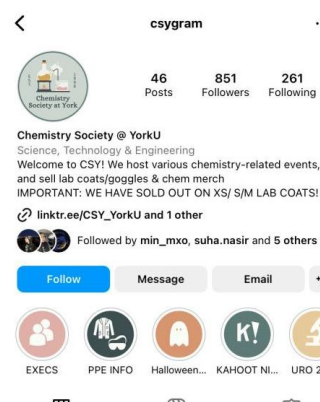 csygram
Chemistry
Society at York
46
851
261
Posts
Followers
Following
Chemistry Society @ YorkU
Science, Technology & Engineering
Welcome to CSY! We host various chemistry-related events,
and sell lab coats/goggles & chem merch
IMPORTANT: WE HAVE SOLD OUT ON XS/ S/M LAB COATS!
linktr.ee/CSY_YorkU and 1 other
Followed by min_mxo, suha.nasir and 5 others
Follow
Message
Email
K!
EXECS
PPE INFO
Halloween...
KAHOOT NI...
URO 2